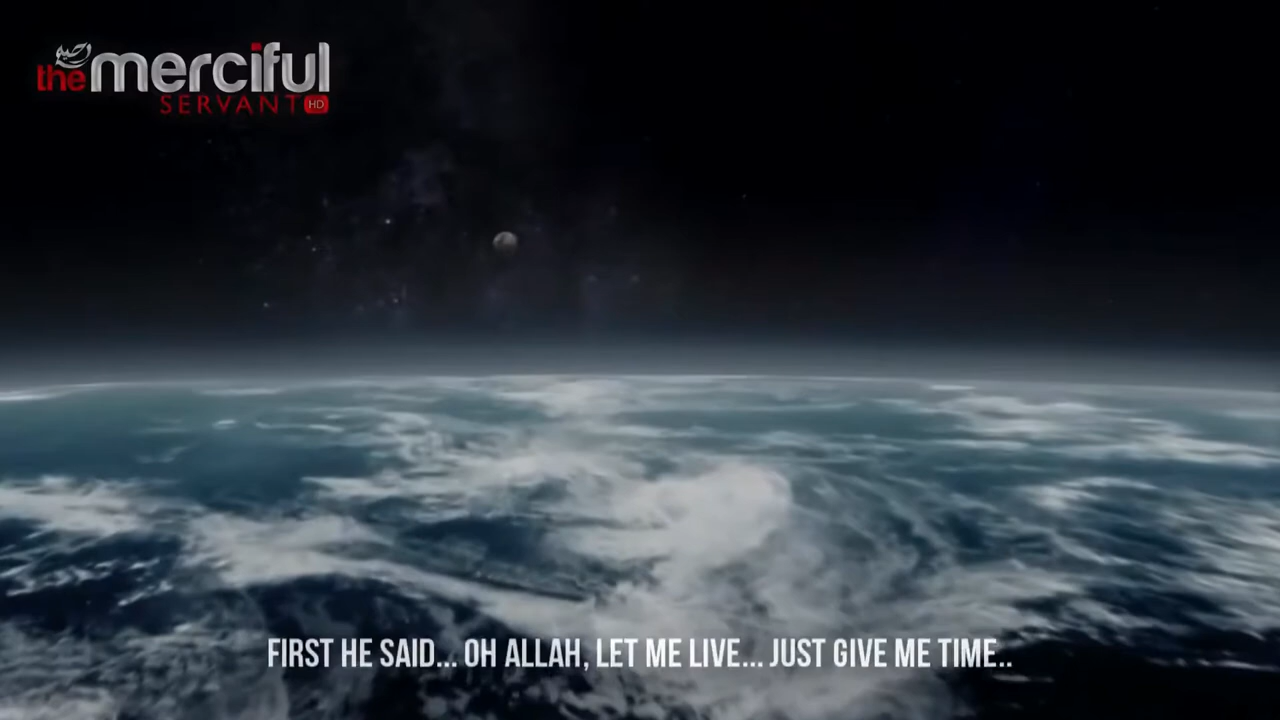 the merciful
SERVANT HD
FIRST HE SAID... OH ALLAH, LET ME LIVE... JUST GIVE ME TIME..